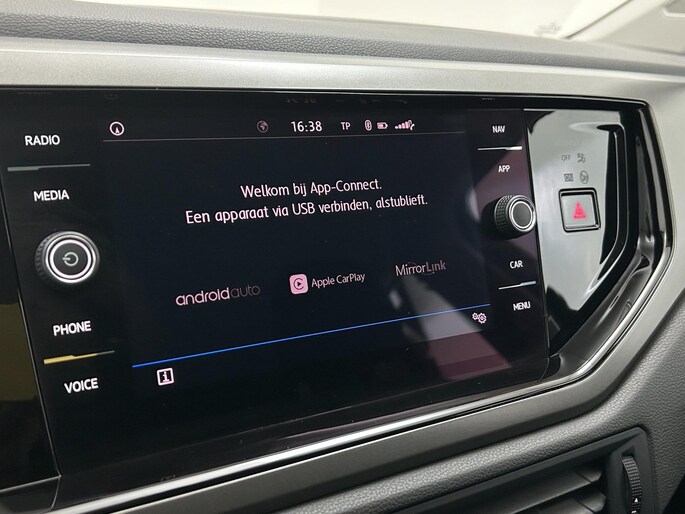 RADIO
MEDIA
PHONE
VOICE
16:38 TP
Welkom bij App-Connect.
Een apparaat via USB verbinden, alstublieft.
androidauto
Apple CarPlay
MirrorLink
i
NAV
APP
CAR
MENU
OFF